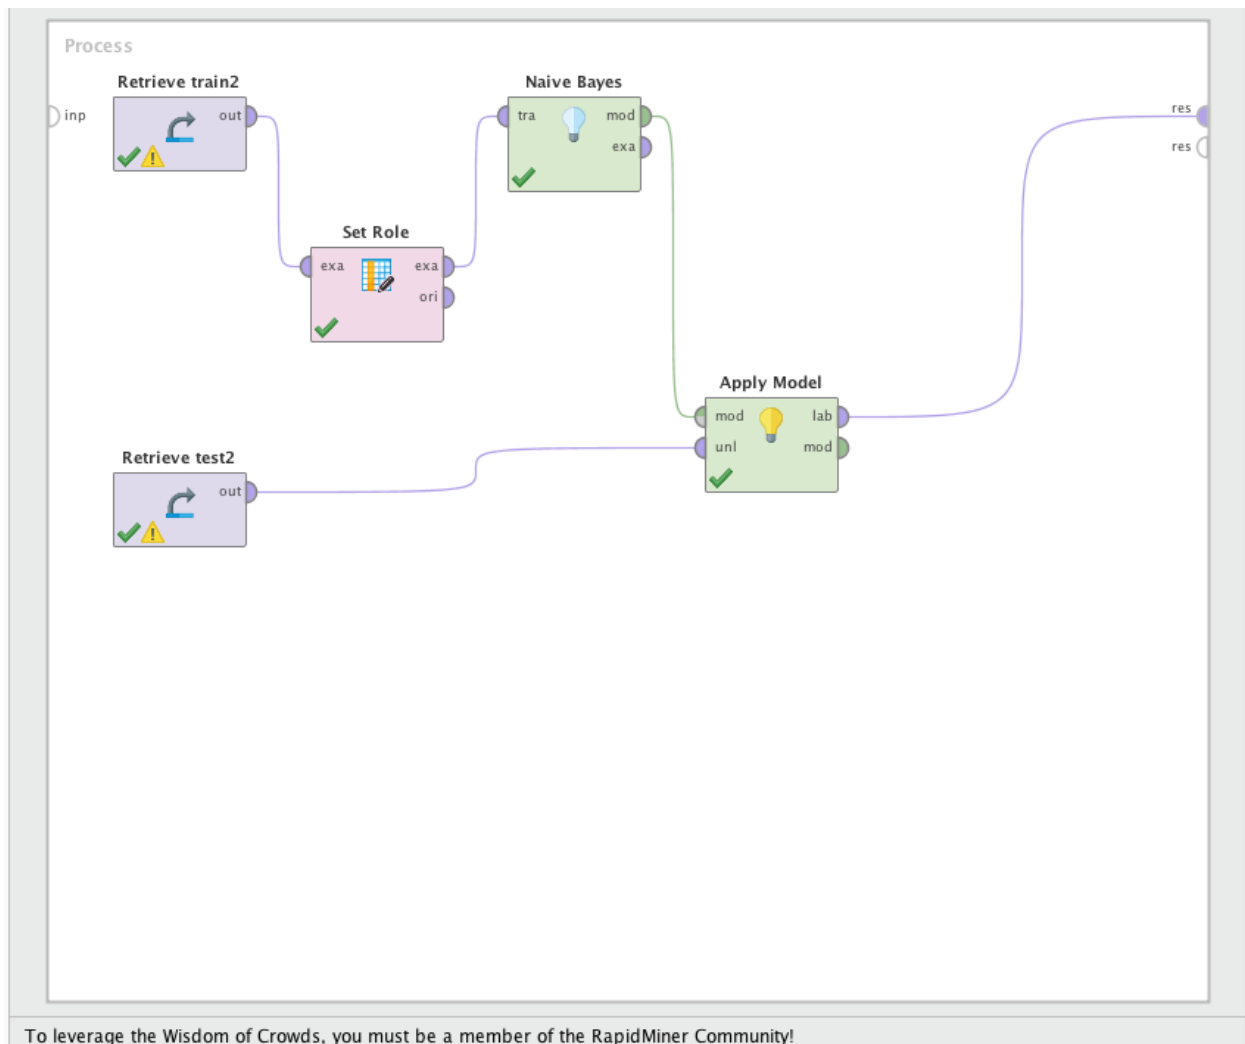 Process
Retrieve train2
Naive Bayes
inp
out
tra
mod
res
exa
res
Set Role
exa
exa
ori
Apply Model
mod
lab
Retrieve test2
unl
mod
out
To leverage the Wisdom of Crowds, you must be a member of the RapidMiner Community!